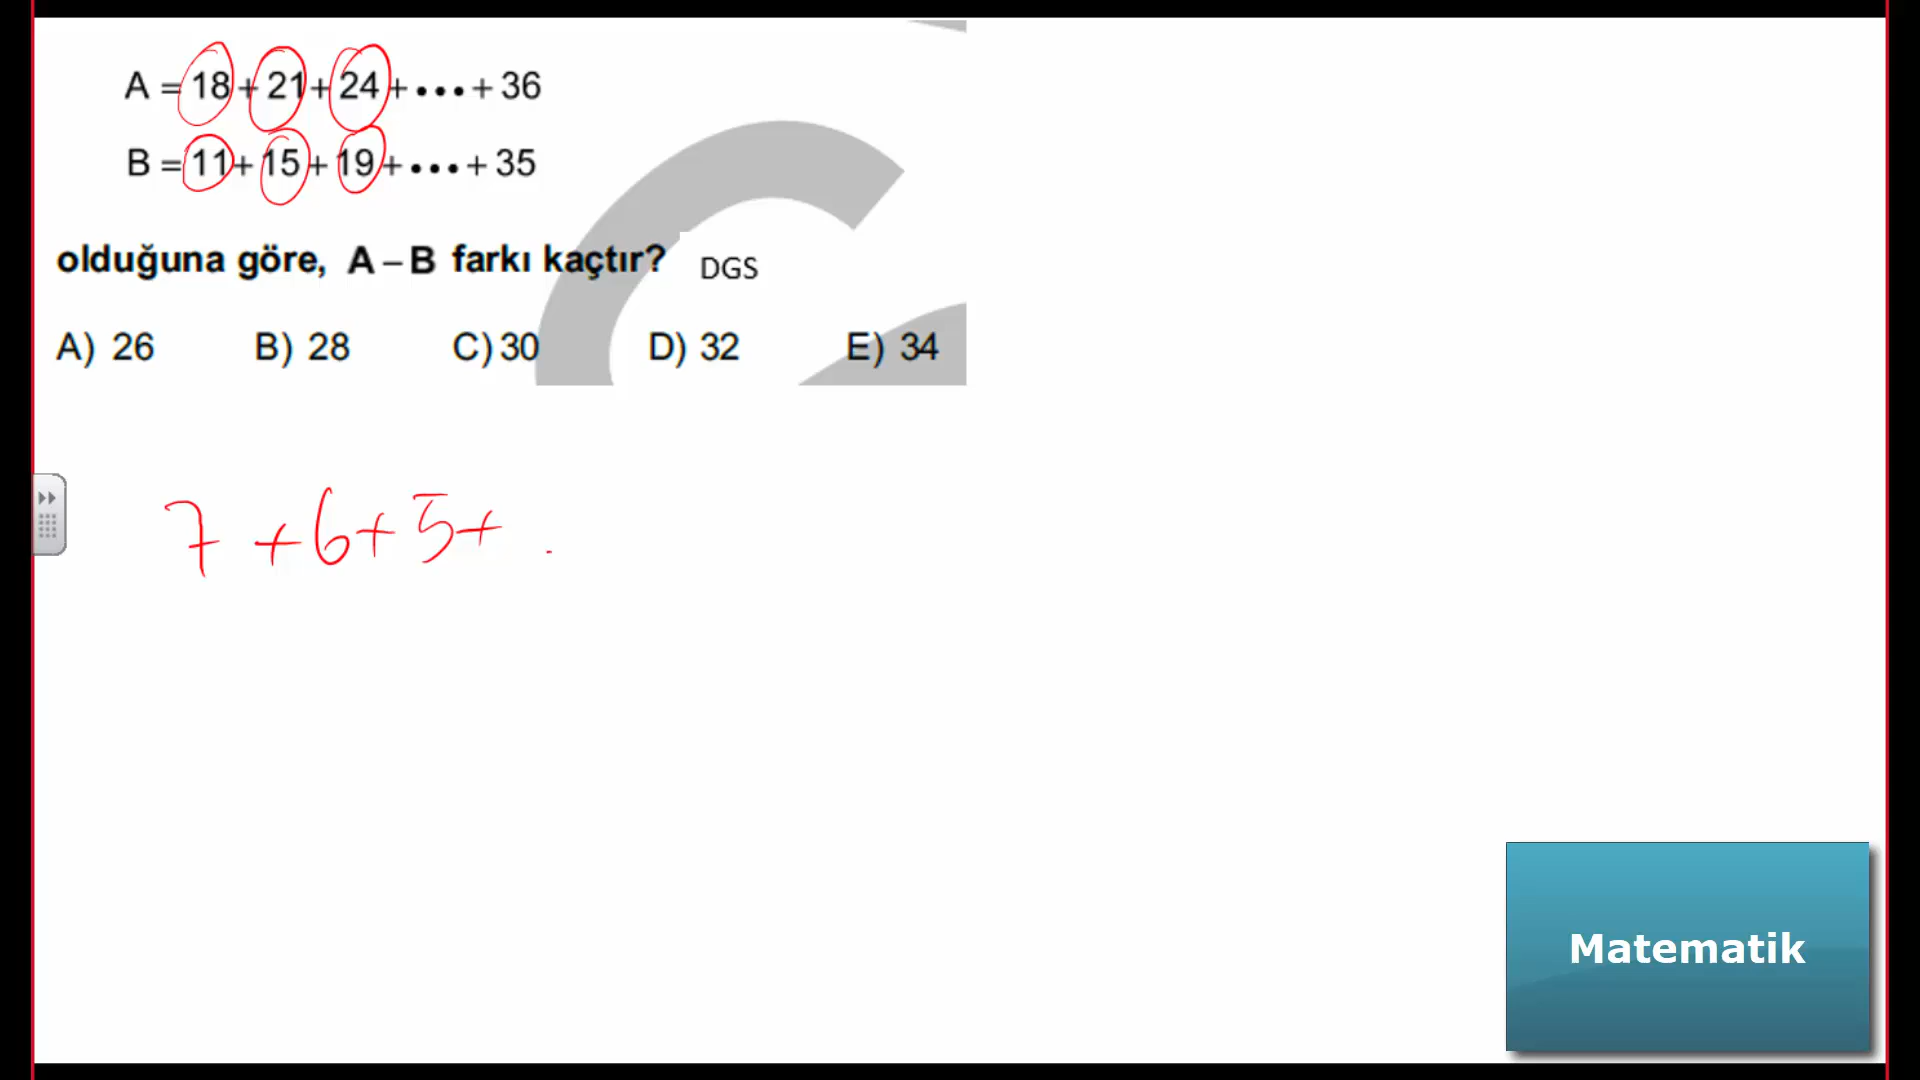 A = 18 + 21 + 24 + ••• + 36
B = 11 + 15 + 19 + ••• + 35
olduğuna göre, A – B farkı kaçtır? DGS
A) 26 B) 28 C) 30 D) 32 E) 34
7 + 6 + 5 + .
Matematik